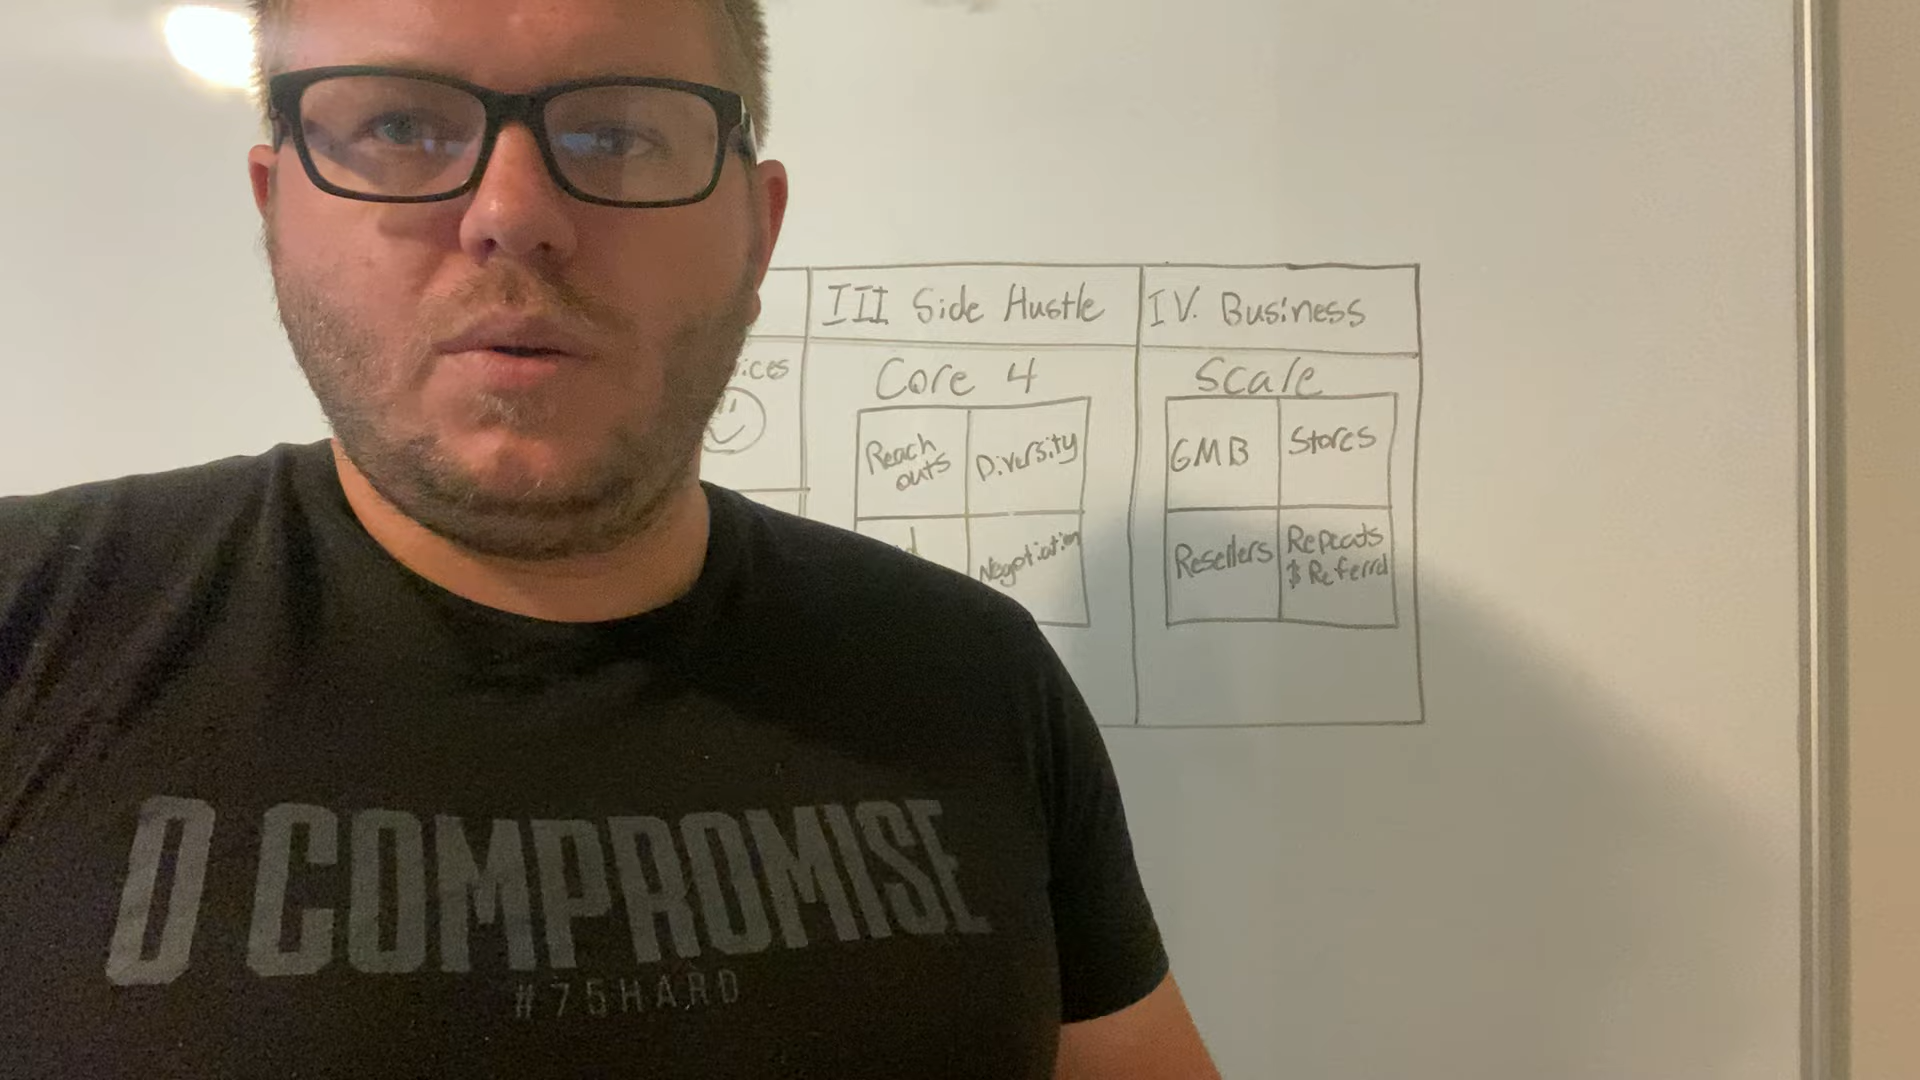 III Side Hustle
IV. Business
Core 4
Scale
Reach
outs
Diversity
Negotiation
GMB
Stores
Resellers
Repeats
$ Referral
0 COMPROMISE
#75HARD